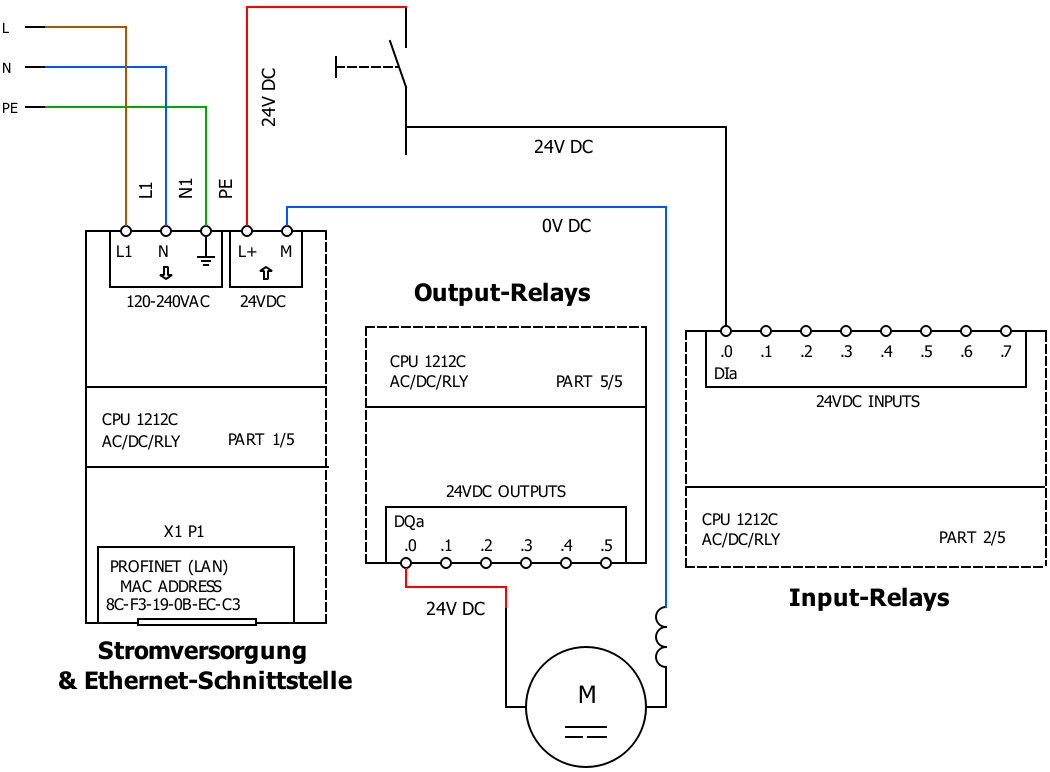 L
N
PE
24V DC
24V DC
L1
N1
PE
0V DC
L1 N L+ M
120-240VAC 24VDC
Output-Relays
CPU 1212C
AC/DC/RLY PART 5/5
.0 .1 .2 .3 .4 .5 .6 .7
DIa
24VDC INPUTS
CPU 1212C
AC/DC/RLY PART 1/5
24VDC OUTPUTS
DQa
.0 .1 .2 .3 .4 .5
CPU 1212C
AC/DC/RLY PART 2/5
X1 P1
PROFINET (LAN)
MAC ADDRESS
8C-F3-19-0B-EC-C3
24V DC
Input-Relays
Stromversorgung
& Ethernet-Schnittstelle
M